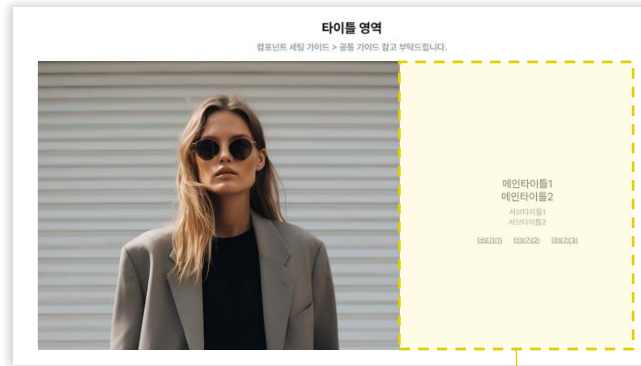 타이틀 영역
컴포넌트 세팅 가이드 > 공통 가이드 참고 부탁드립니다.
메인타이틀1
메인타이틀2
서브타이틀1
서브타이틀2
더보기(1) 더보기(2) 더보기(3)